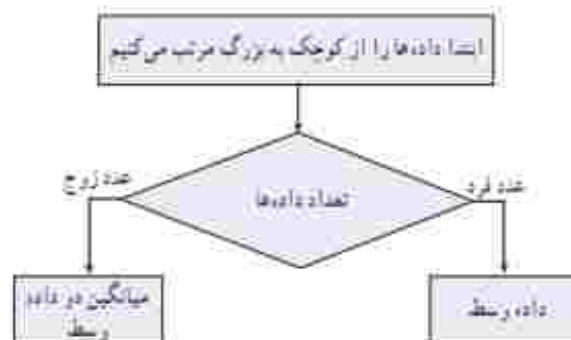 ابتدا داده‌ها را از کوچک به بزرگ مرتب می‌کنیم
عدد فرد
عدد زوج
تعداد داده‌ها
داده وسط
میانگین دو داده
وسط